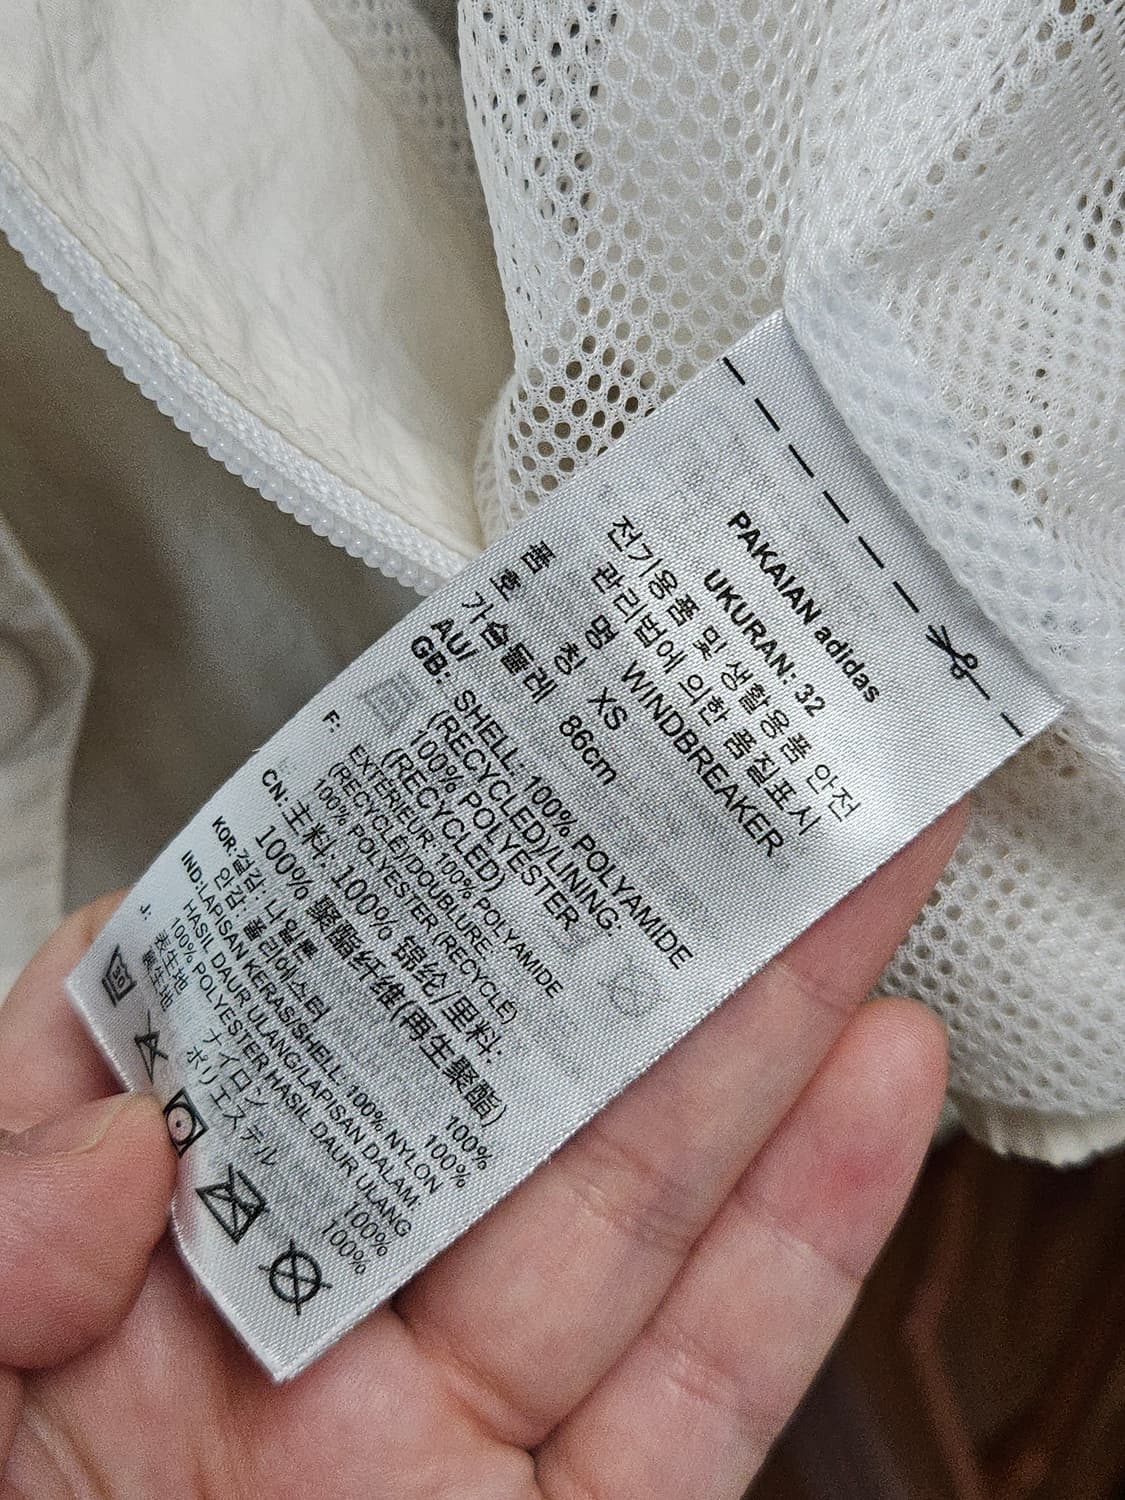 PAKAIAN adidas
UKURAN: 32
전기용품 및 생활용품 안전
관리법에 의한 품질표시
품 명 WINDBREAKER
호 칭 XS
가슴둘레 86cm
AU/
GB: SHELL: 100% POLYAMIDE
(RECYCLED)/LINING:
100% POLYESTER
(RECYCLED)
F: EXTÉRIEUR: 100% POLYAMIDE
(RECYCLÉ)/DOUBLURE:
100% POLYESTER (RECYCLÉ)
CN: 主料: 100% 锦纶/里料:
100% 聚酯纤维(再生聚酯)
KOR: 겉감: 나일론 100%
안감: 폴리에스터 100%
IND:LAPISAN KERAS/SHELL: 100% NYLON
HASIL DAUR ULANG/LAPISAN DALAM:
100% POLYESTER HASIL DAUR ULANG
J: 表生地 ナイロン 100%
裏生地 ポリエステル 100%
30